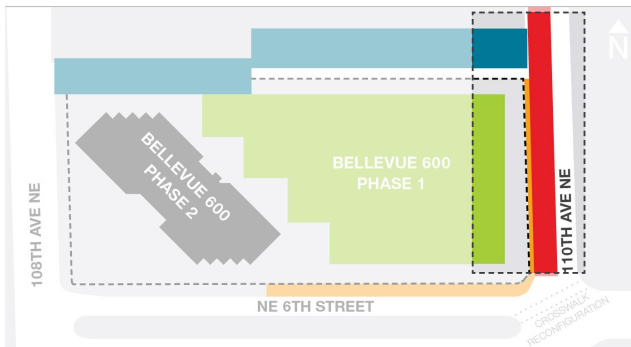 N
BELLEVUE 600
PHASE 2
BELLEVUE 600
PHASE 1
108TH AVE NE
110TH AVE NE
NE 6TH STREET
CROSSWALK
RECONFIGURATION